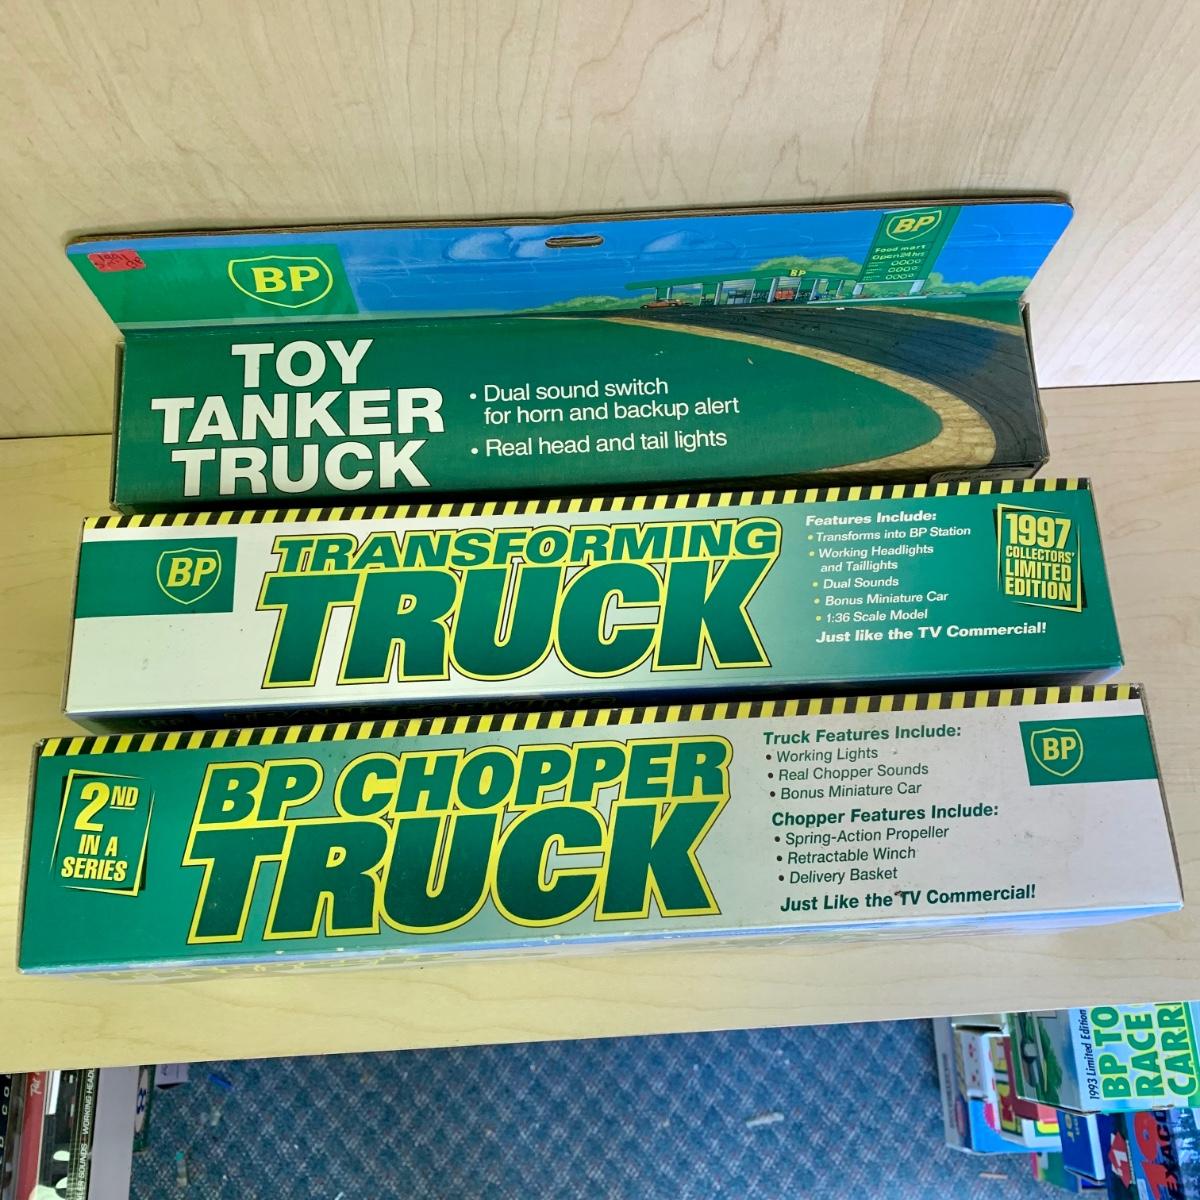 BP
BP
Food mart
Open 24 hrs
BP
TOY
TANKER
TRUCK
• Dual sound switch
for horn and backup alert
• Real head and tail lights
BP
TRANSFORMING
TRUCK
Features Include:
• Transforms into BP Station
• Working Headlights
and Taillights
• Dual Sounds
• Bonus Miniature Car
• 1:36 Scale Model
Just like the TV Commercial!
1997
COLLECTORS'
LIMITED
EDITION
2ND
IN A
SERIES
BP CHOPPER
TRUCK
Truck Features Include:
• Working Lights
• Real Chopper Sounds
• Bonus Miniature Car
Chopper Features Include:
• Spring-Action Propeller
• Retractable Winch
• Delivery Basket
Just Like the TV Commercial!
BP
1993 Limited Edition
BP TO
RACE
CARR